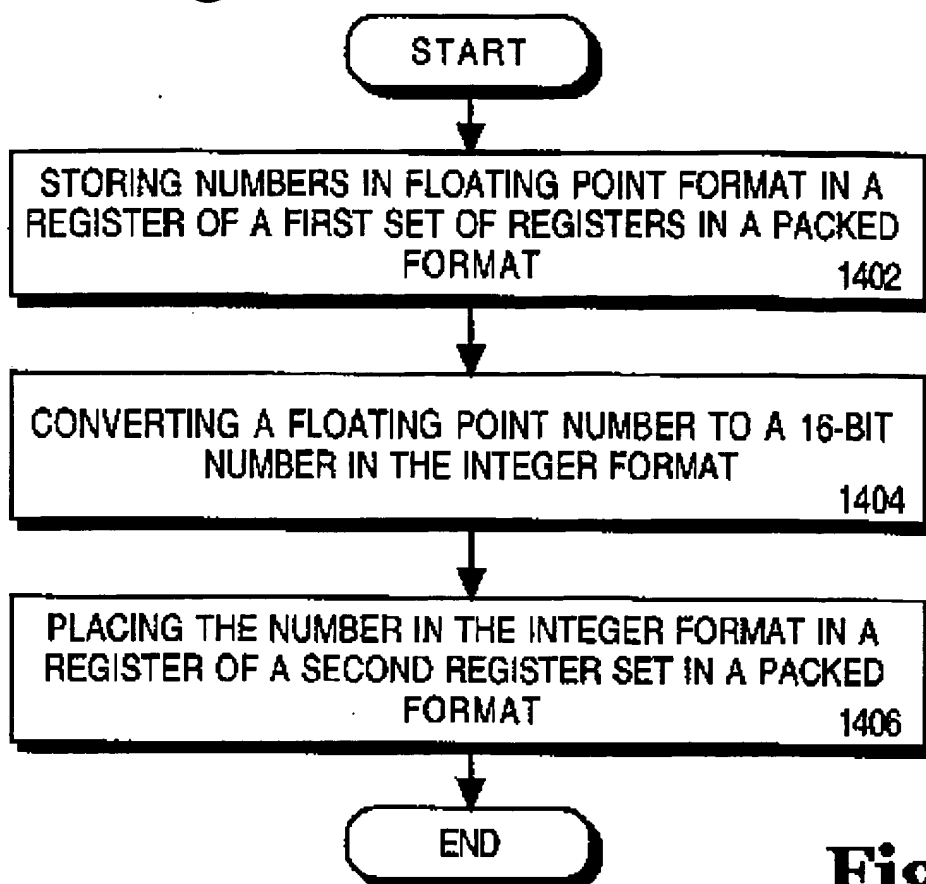 START
STORING NUMBERS IN FLOATING POINT FORMAT IN A
REGISTER OF A FIRST SET OF REGISTERS IN A PACKED
FORMAT
1402
CONVERTING A FLOATING POINT NUMBER TO A 16-BIT
NUMBER IN THE INTEGER FORMAT
1404
PLACING THE NUMBER IN THE INTEGER FORMAT IN A
REGISTER OF A SECOND REGISTER SET IN A PACKED
FORMAT
1406
END